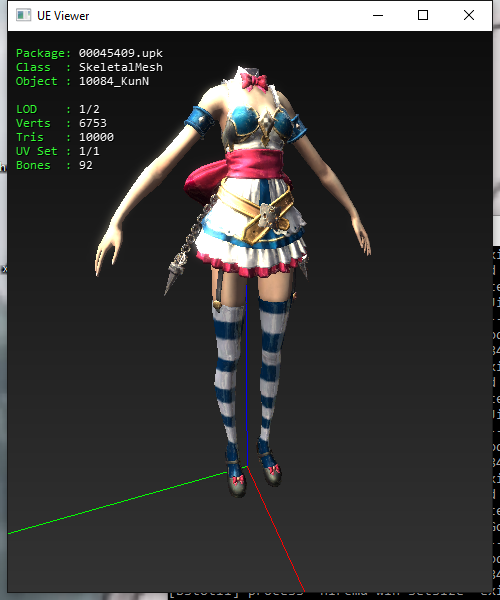 UE Viewer
Package: 00045409.upk
Class : SkeletalMesh
Object : 10084_KunN
LOD : 1/2
Verts : 6753
Tris : 10000
UV Set : 1/1
Bones : 92